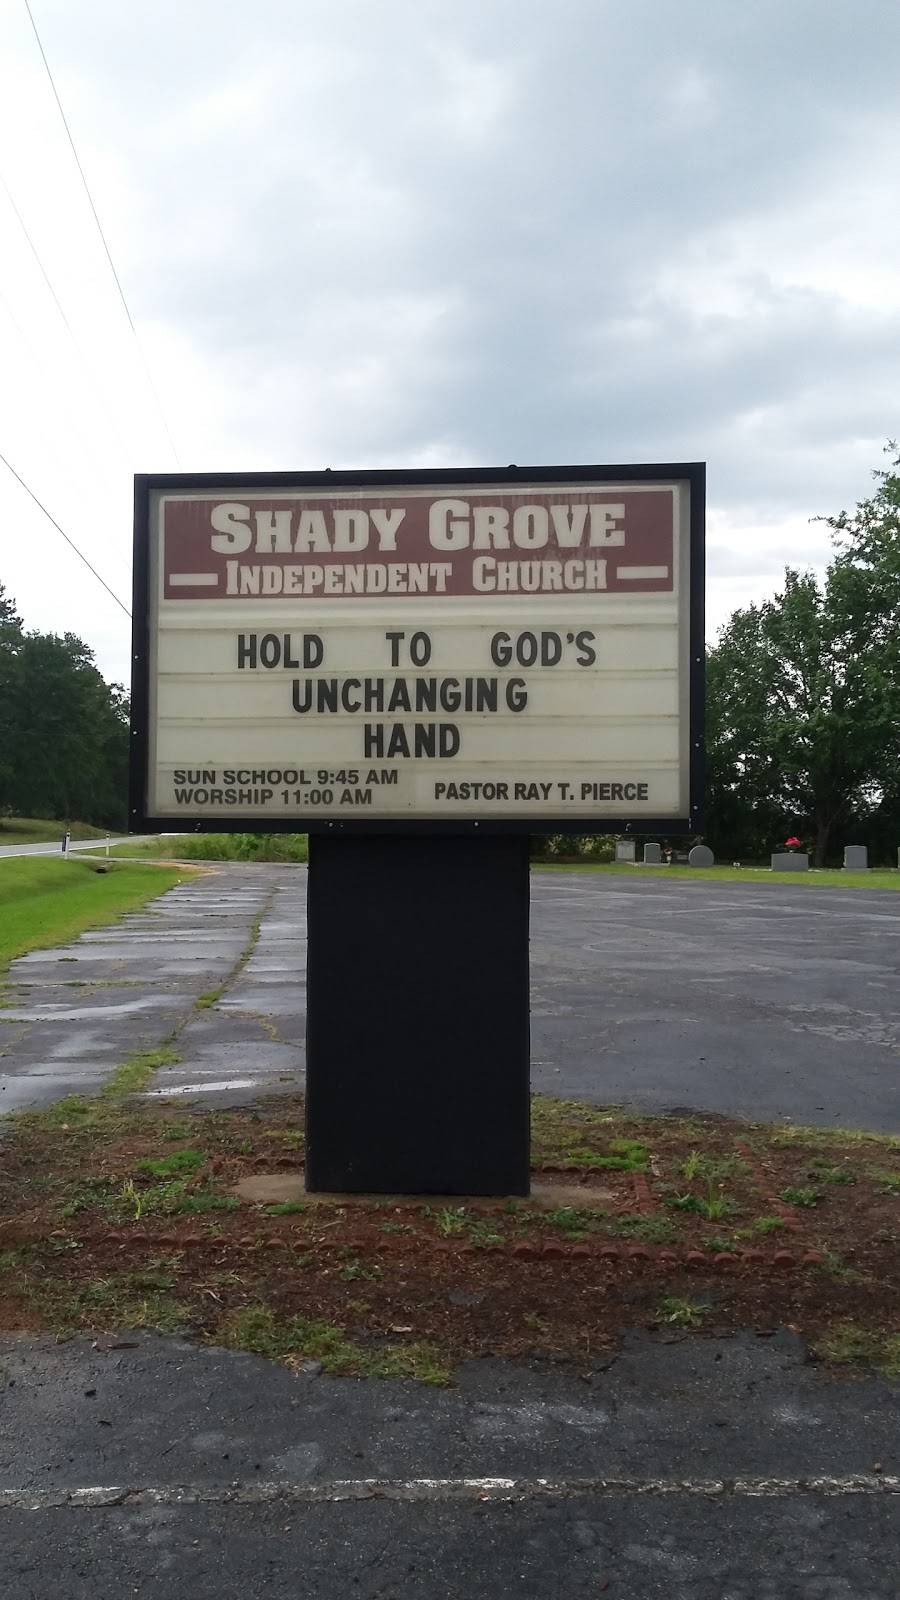 SHADY GROVE
INDEPENDENT CHURCH
HOLD TO GOD'S
UNCHANGING
HAND
SUN SCHOOL 9:45 AM
WORSHIP 11:00 AM
PASTOR RAY T. PIERCE